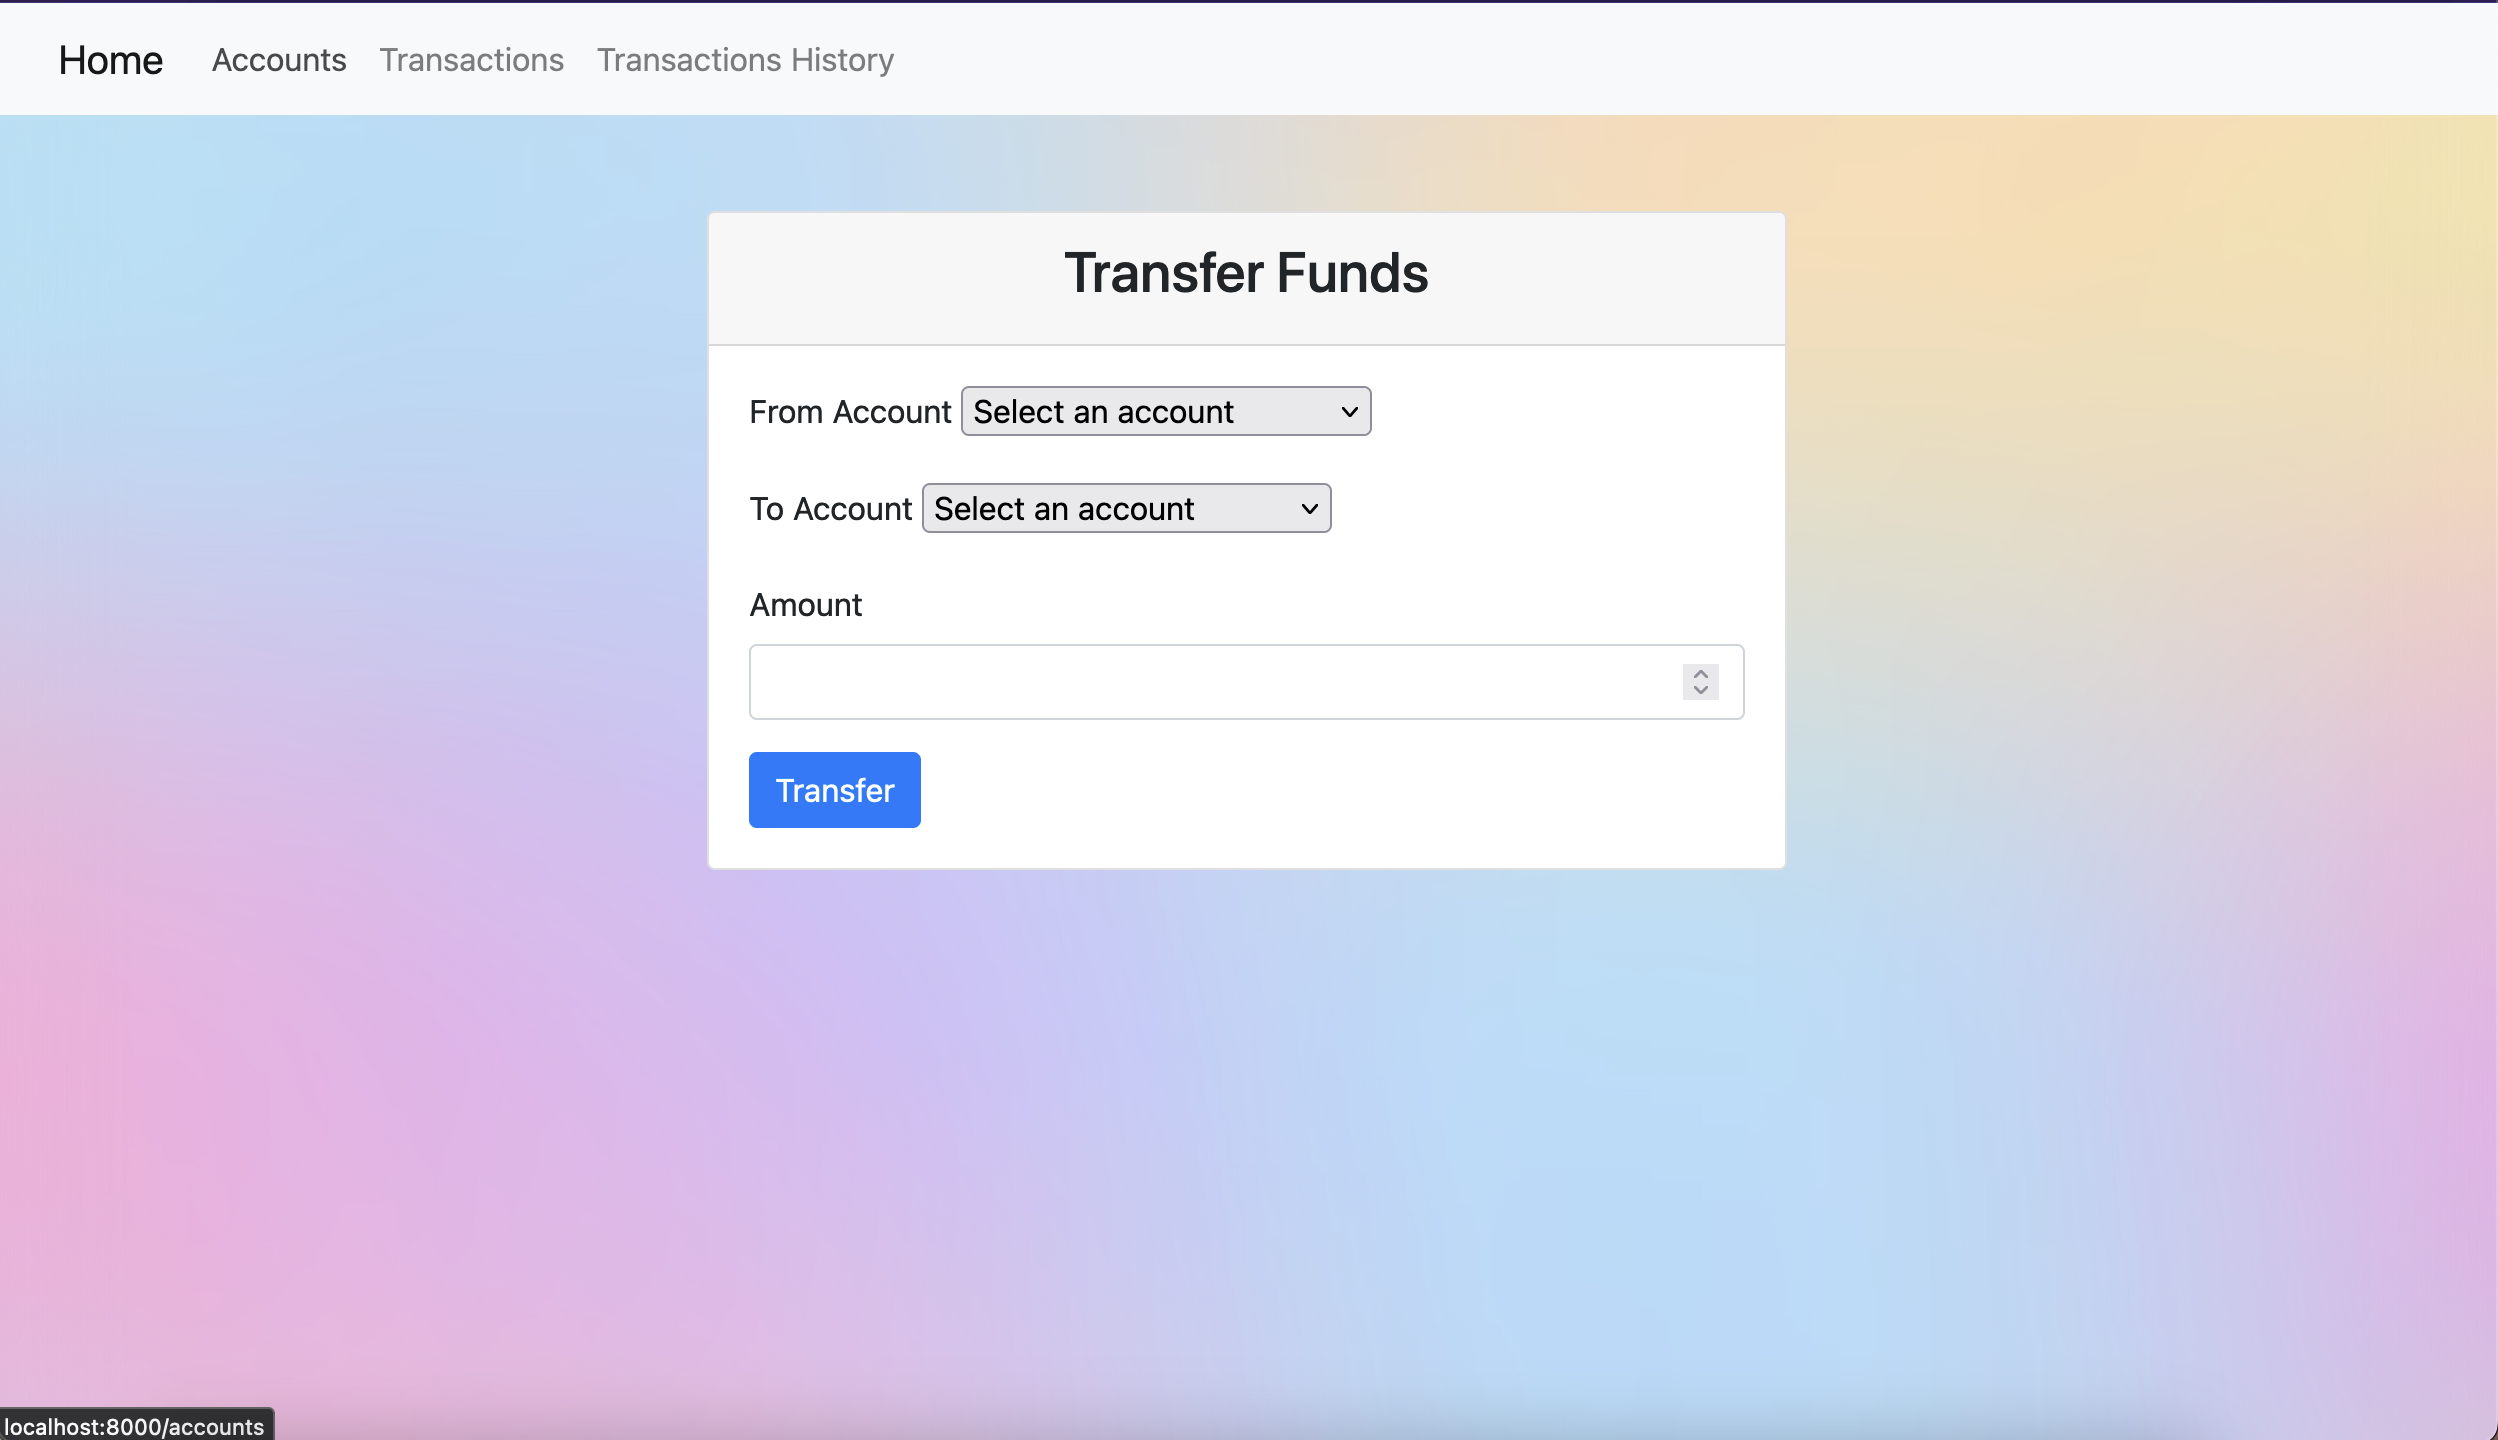 Home Accounts Transactions Transactions History
Transfer Funds
From Account Select an account
To Account Select an account
Amount
Transfer
localhost:8000/accounts